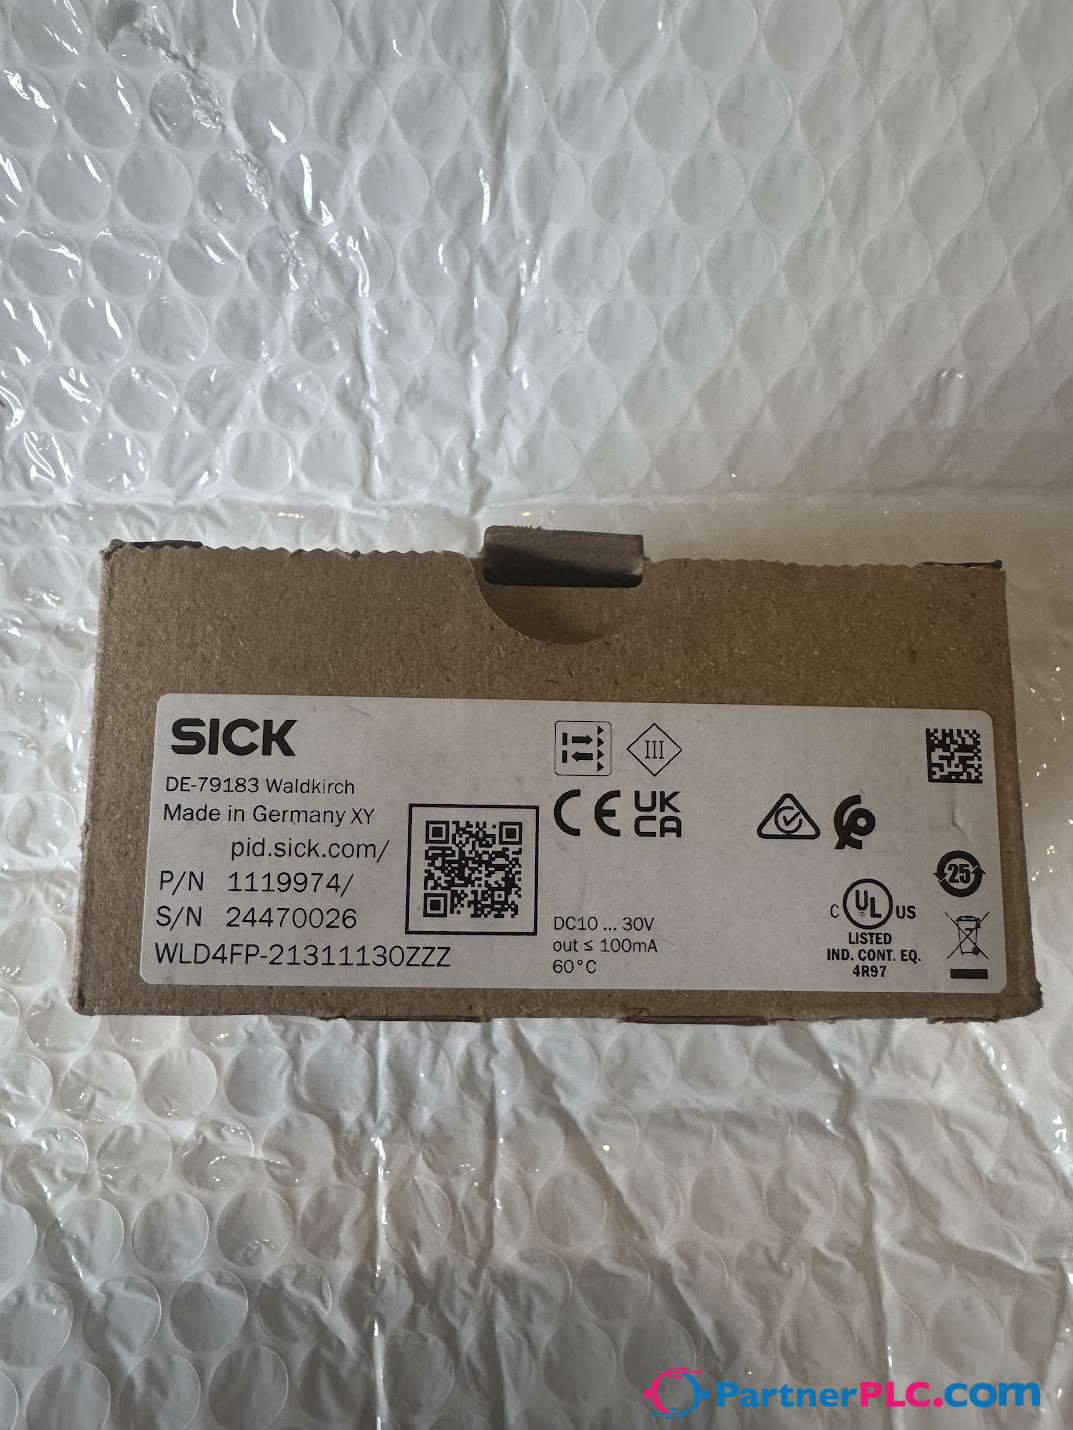 SICK
DE-79183 Waldkirch
Made in Germany XY
pid.sick.com/
P/N 1119974/
S/N 24470026
WLD4FP-21311130ZZZ
III
CE UK
CA
DC10 ... 30V
out ≤ 100mA
60°C
25
C UL US
LISTED
IND. CONT. EQ.
4R97
PartnerPLC.com